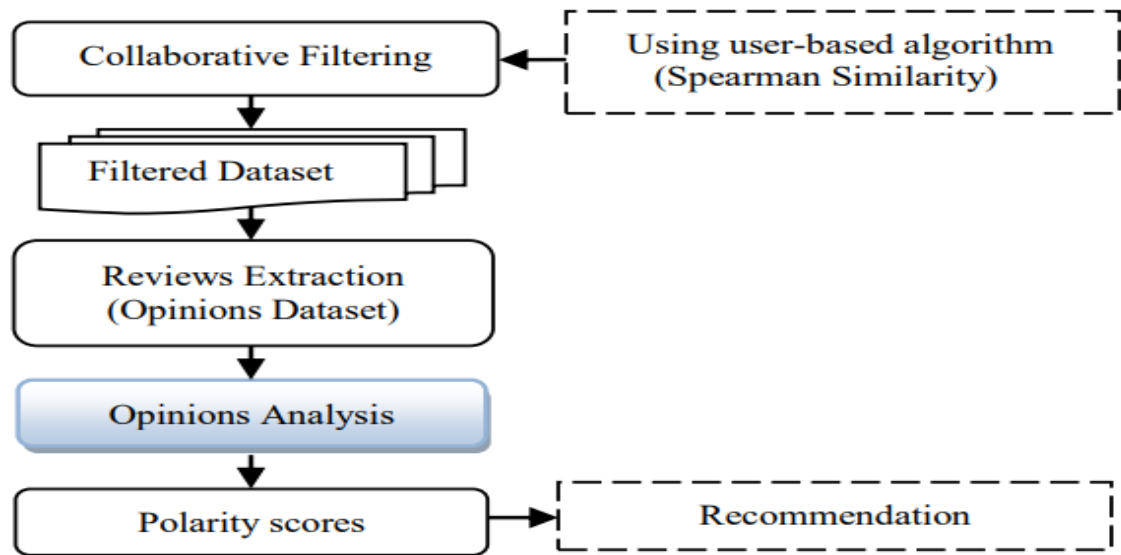 Collaborative Filtering
Using user-based algorithm
(Spearman Similarity)
Filtered Dataset
Reviews Extraction
(Opinions Dataset)
Opinions Analysis
Polarity scores
Recommendation